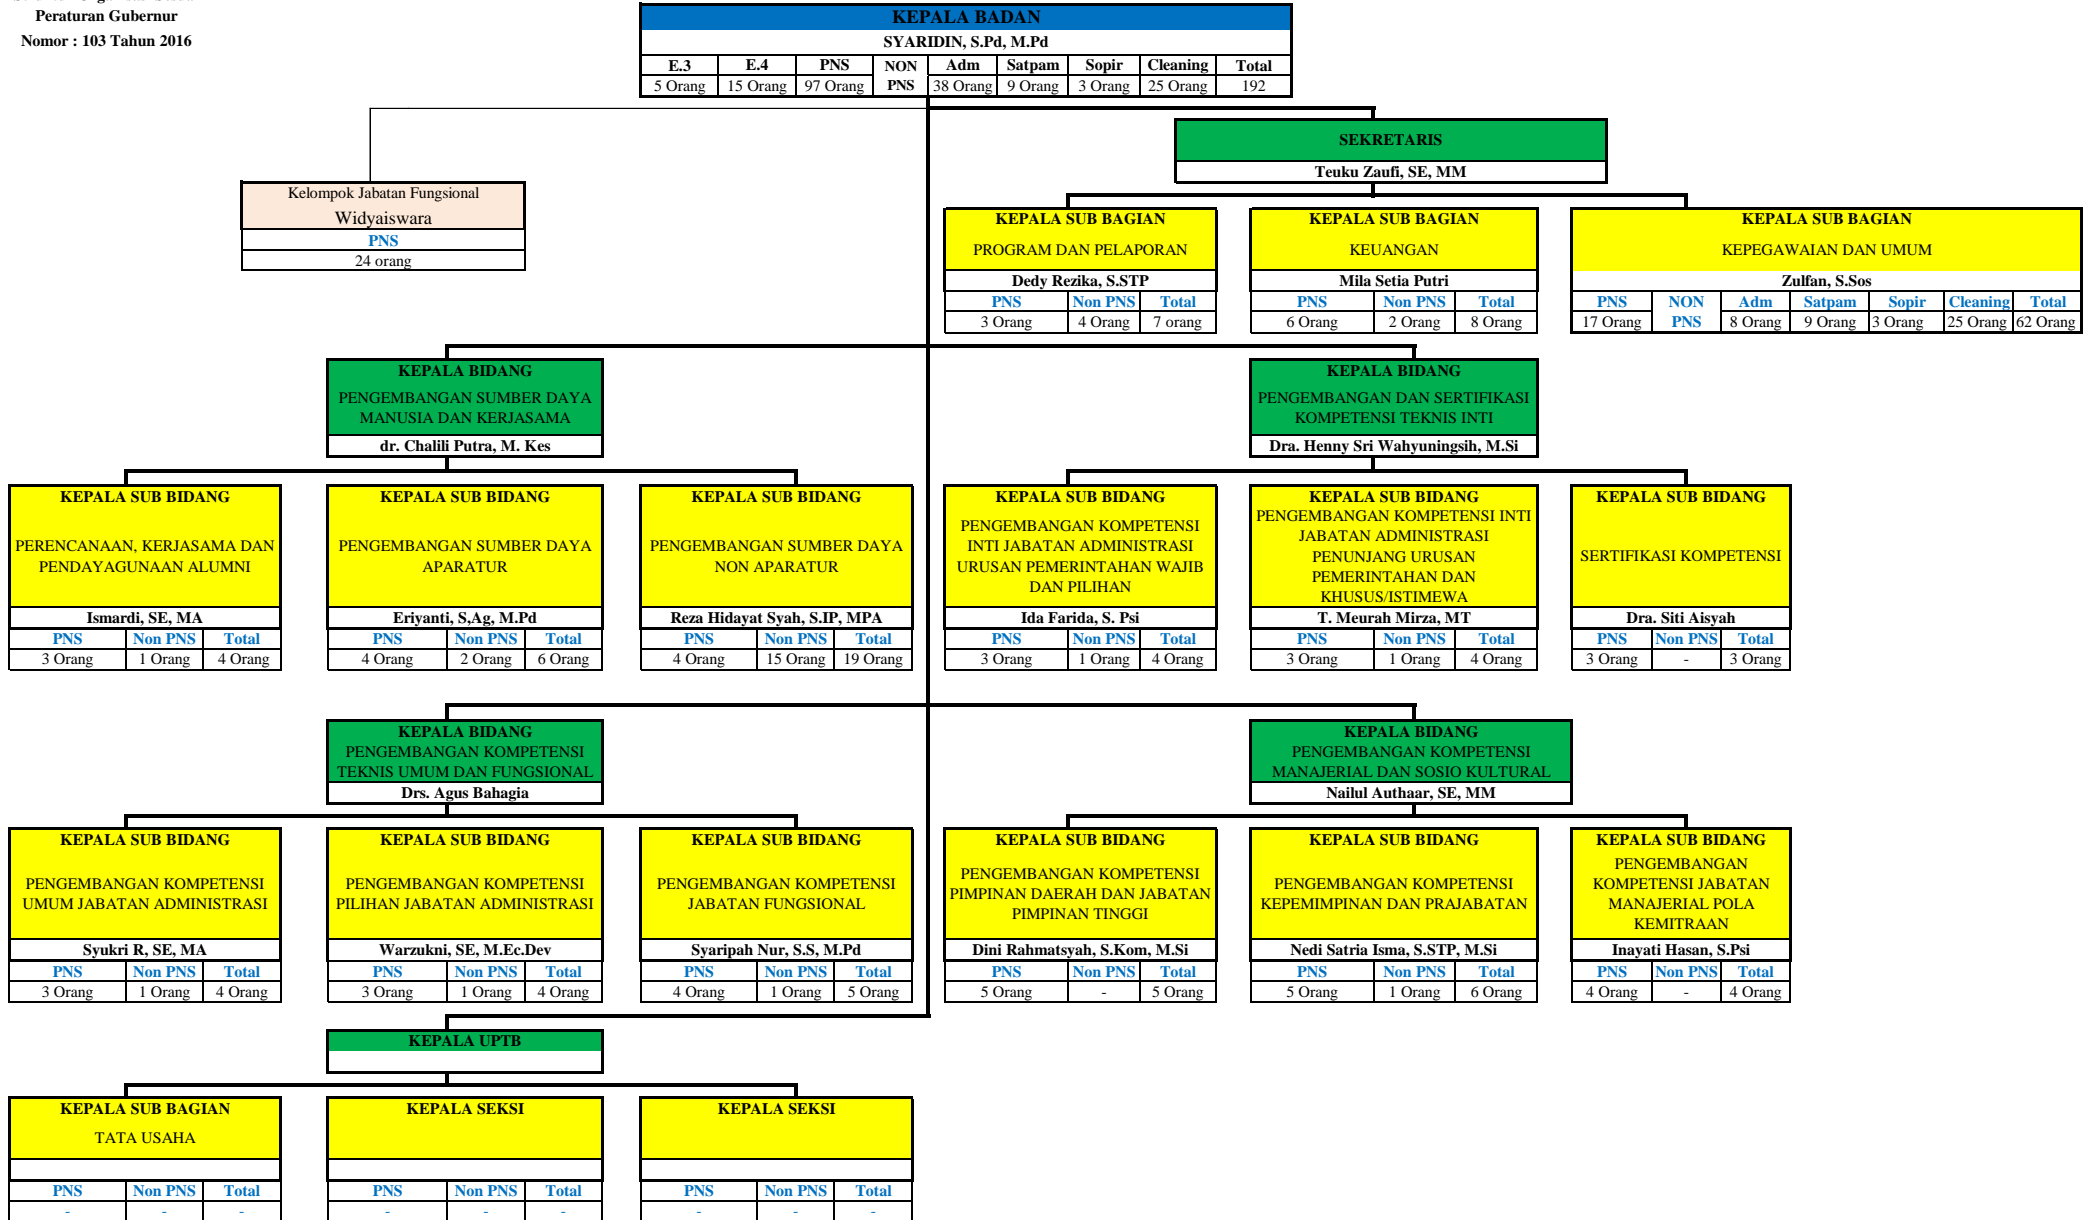 Peraturan Gubernur
Nomor : 103 Tahun 2016
KEPALA BADAN
SYARIDIN, S.Pd, M.Pd
E.3 E.4 PNS NON Adm Satpam Sopir Cleaning Total
5 Orang 15 Orang 97 Orang PNS 38 Orang 9 Orang 3 Orang 25 Orang 192
SEKRETARIS
Teuku Zaufi, SE, MM
Kelompok Jabatan Fungsional
Widyaiswara
PNS
24 orang
KEPALA SUB BAGIAN
PROGRAM DAN PELAPORAN
Dedy Rezika, S.STP
PNS Non PNS Total
3 Orang 4 Orang 7 orang
KEPALA SUB BAGIAN
KEUANGAN
Mila Setia Putri
PNS Non PNS Total
6 Orang 2 Orang 8 Orang
KEPALA SUB BAGIAN
KEPEGAWAIAN DAN UMUM
Zulfan, S.Sos
PNS NON Adm Satpam Sopir Cleaning Total
17 Orang PNS 8 Orang 9 Orang 3 Orang 25 Orang 62 Orang
KEPALA BIDANG
PENGEMBANGAN SUMBER DAYA
MANUSIA DAN KERJASAMA
dr. Chalili Putra, M. Kes
KEPALA BIDANG
PENGEMBANGAN DAN SERTIFIKASI
KOMPETENSI TEKNIS INTI
Dra. Henny Sri Wahyuningsih, M.Si
KEPALA SUB BIDANG
PERENCANAAN, KERJASAMA DAN
PENDAYAGUNAAN ALUMNI
Ismardi, SE, MA
PNS Non PNS Total
3 Orang 1 Orang 4 Orang
KEPALA SUB BIDANG
PENGEMBANGAN SUMBER DAYA
APARATUR
Eriyanti, S,Ag, M.Pd
PNS Non PNS Total
4 Orang 2 Orang 6 Orang
KEPALA SUB BIDANG
PENGEMBANGAN SUMBER DAYA
NON APARATUR
Reza Hidayat Syah, S.IP, MPA
PNS Non PNS Total
4 Orang 15 Orang 19 Orang
KEPALA SUB BIDANG
PENGEMBANGAN KOMPETENSI
INTI JABATAN ADMINISTRASI
URUSAN PEMERINTAHAN WAJIB
DAN PILIHAN
Ida Farida, S. Psi
PNS Non PNS Total
3 Orang 1 Orang 4 Orang
KEPALA SUB BIDANG
PENGEMBANGAN KOMPETENSI INTI
JABATAN ADMINISTRASI
PENUNJANG URUSAN
PEMERINTAHAN DAN
KHUSUS/ISTIMEWA
T. Meurah Mirza, MT
PNS Non PNS Total
3 Orang 1 Orang 4 Orang
KEPALA SUB BIDANG
SERTIFIKASI KOMPETENSI
Dra. Siti Aisyah
PNS Non PNS Total
3 Orang - 3 Orang
KEPALA BIDANG
PENGEMBANGAN KOMPETENSI
TEKNIS UMUM DAN FUNGSIONAL
Drs. Agus Bahagia
KEPALA BIDANG
PENGEMBANGAN KOMPETENSI
MANAJERIAL DAN SOSIO KULTURAL
Nailul Authaar, SE, MM
KEPALA SUB BIDANG
PENGEMBANGAN KOMPETENSI
UMUM JABATAN ADMINISTRASI
Syukri R, SE, MA
PNS Non PNS Total
3 Orang 1 Orang 4 Orang
KEPALA SUB BIDANG
PENGEMBANGAN KOMPETENSI
PILIHAN JABATAN ADMINISTRASI
Warzukni, SE, M.Ec.Dev
PNS Non PNS Total
3 Orang 1 Orang 4 Orang
KEPALA SUB BIDANG
PENGEMBANGAN KOMPETENSI
JABATAN FUNGSIONAL
Syaripah Nur, S.S, M.Pd
PNS Non PNS Total
4 Orang 1 Orang 5 Orang
KEPALA SUB BIDANG
PENGEMBANGAN KOMPETENSI
PIMPINAN DAERAH DAN JABATAN
PIMPINAN TINGGI
Dini Rahmatsyah, S.Kom, M.Si
PNS Non PNS Total
5 Orang - 5 Orang
KEPALA SUB BIDANG
PENGEMBANGAN KOMPETENSI
KEPEMIMPINAN DAN PRAJABATAN
Nedi Satria Isma, S.STP, M.Si
PNS Non PNS Total
5 Orang 1 Orang 6 Orang
KEPALA SUB BIDANG
PENGEMBANGAN
KOMPETENSI JABATAN
MANAJERIAL POLA
KEMITRAAN
Inayati Hasan, S.Psi
PNS Non PNS Total
4 Orang - 4 Orang
KEPALA UPTB
KEPALA SUB BAGIAN
TATA USAHA
PNS Non PNS Total
- - -
KEPALA SEKSI
PNS Non PNS Total
- - -
KEPALA SEKSI
PNS Non PNS Total
- - -